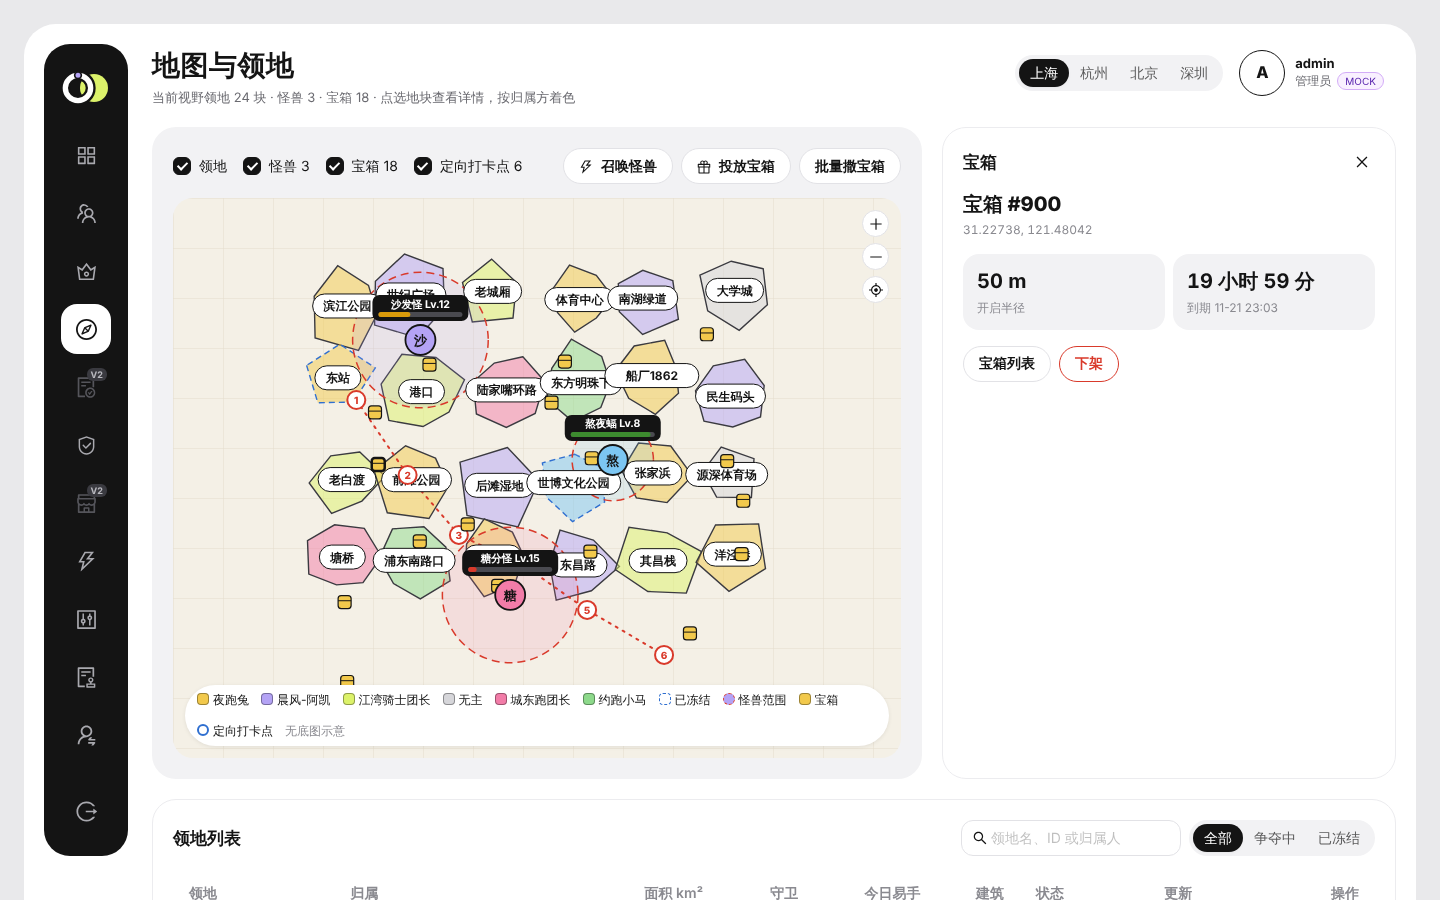 地图与领地
当前视野领地 24 块 · 怪兽 3 · 宝箱 18 · 点选地块查看详情，按归属方着色
上海 杭州 北京 深圳
A
admin
管理员 MOCK
V2
V2
领地 怪兽 3 宝箱 18 定向打卡点 6
召唤怪兽 投放宝箱 批量撒宝箱
滨江公园
世纪广场
沙发怪 Lv.12
老城厢
体育中心
南湖绿道
大学城
沙
东站
港口
陆家嘴环路
东方明珠下
船厂1862
民生码头
1
熬夜蝠 Lv.8
熬
老白渡
2
公园
后滩湿地
世博文化公园
张家浜
源深体育场
3
塘桥
浦东南路口
糖分怪 Lv.15
东昌路
其昌栈
洋泾
糖
5
6
夜跑兔 晨风-阿凯 江湾骑士团长 无主 城东跑团长 约跑小马 已冻结 怪兽范围 宝箱
定向打卡点 无底图示意
宝箱
宝箱 #900
31.22738, 121.48042
50 m
开启半径
19 小时 59 分
到期 11-21 23:03
宝箱列表 下架
领地列表
领地名、ID 或归属人
全部 争夺中 已冻结
领地 归属 面积 km² 守卫 今日易手 建筑 状态 更新 操作